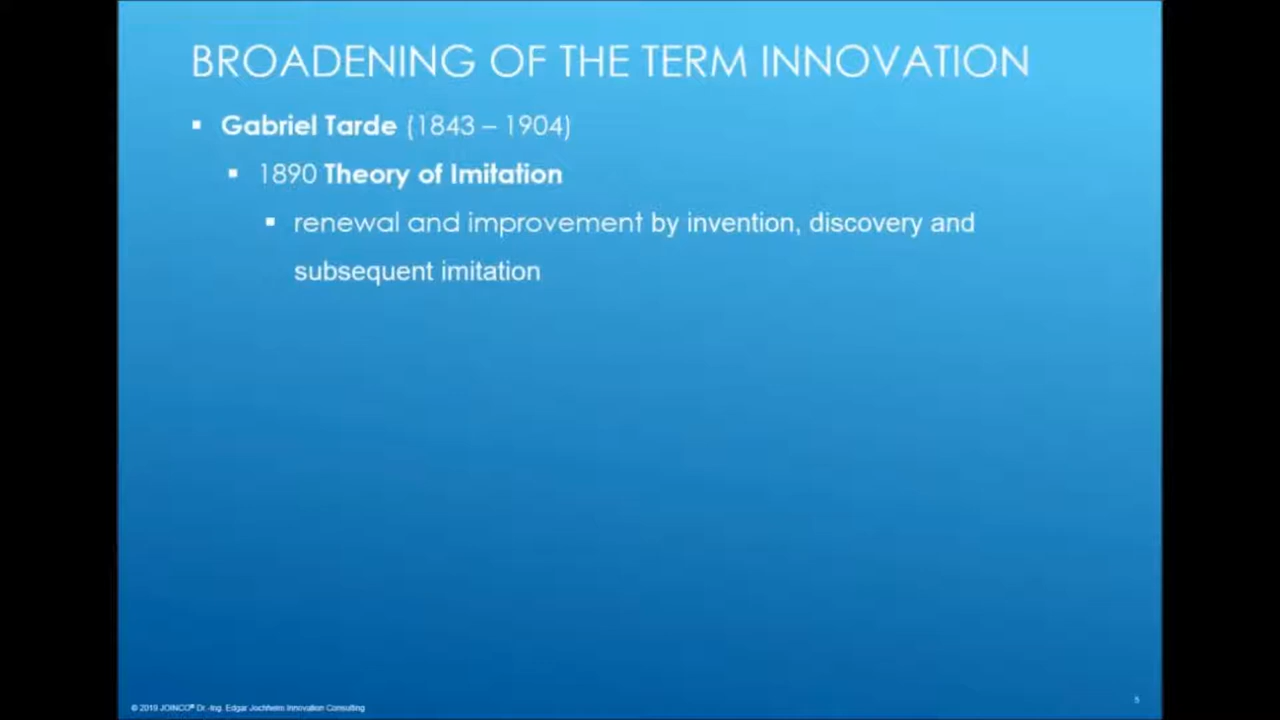 BROADENING OF THE TERM INNOVATION
▪ Gabriel Tarde (1843 – 1904)
▪ 1890 Theory of Imitation
▪ renewal and improvement by invention, discovery and
subsequent imitation
© 2019 JOINCO® Dr.-Ing. Edgar Jochheim Innovation Consulting
5